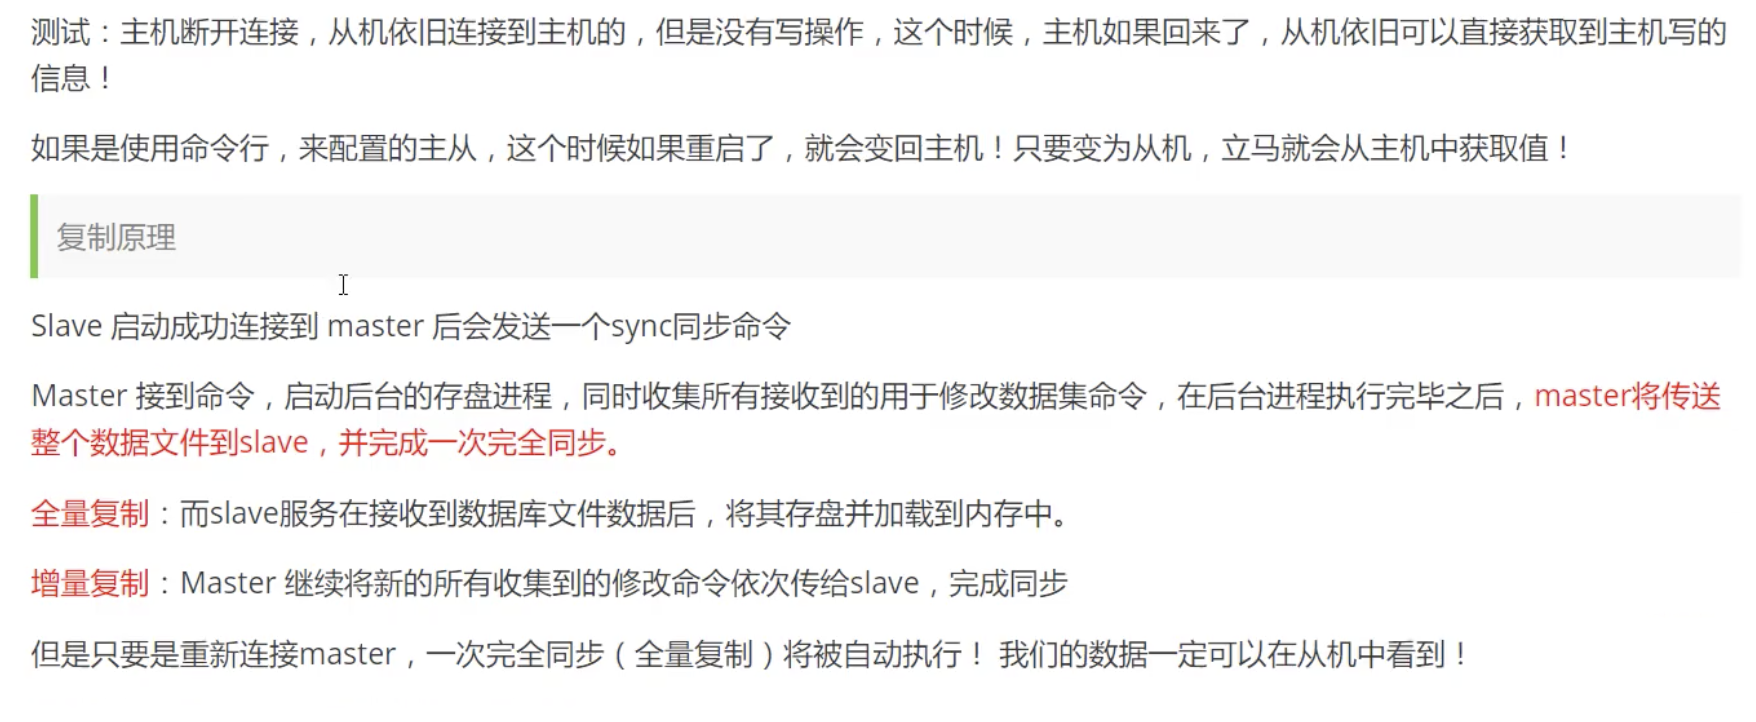 测试：主机断开连接，从机依旧连接到主机的，但是没有写操作，这个时候，主机如果回来了，从机依旧可以直接获取到主机写的
信息！
如果是使用命令行，来配置的主从，这个时候如果重启了，就会变回主机！只要变为从机，立马就会从主机中获取值！
复制原理
Slave 启动成功连接到 master 后会发送一个sync同步命令
Master 接到命令，启动后台的存盘进程，同时收集所有接收到的用于修改数据集命令，在后台进程执行完毕之后，master将传送
整个数据文件到slave，并完成一次完全同步。
全量复制：而slave服务在接收到数据库文件数据后，将其存盘并加载到内存中。
增量复制：Master 继续将新的所有收集到的修改命令依次传给slave，完成同步
但是只要是重新连接master，一次完全同步（全量复制）将被自动执行！ 我们的数据一定可以在从机中看到！